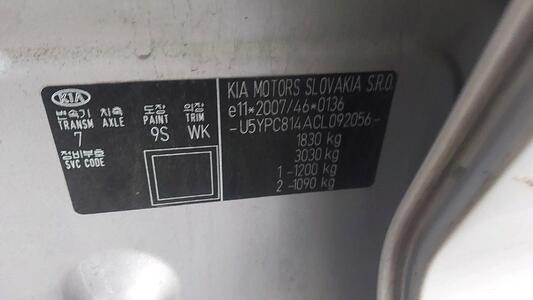 KIA
변속기 차축 도장 의장
TRANSM AXLE PAINT TRIM
7 9S WK
정비부호
SVC CODE
KIA MOTORS SLOVAKIA S.R.O.
e11*2007/46*0136
-U5YPC814ACL092056-
1830 kg
3030 kg
1 -1200 kg
2 -1090 kg